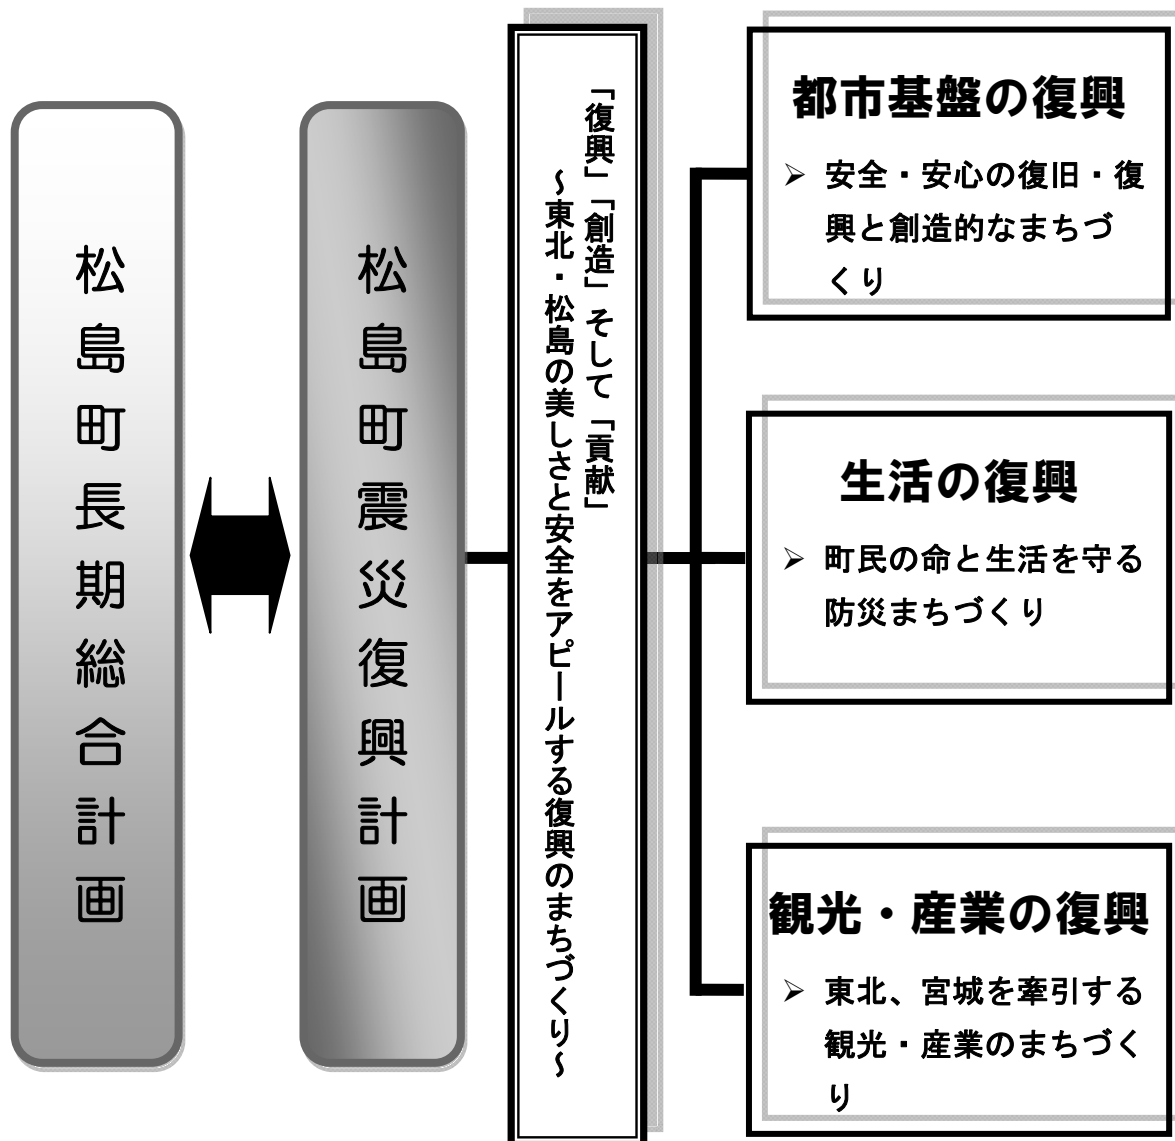 松島町長期総合計画
松島町震災復興計画
「復興」「創造」そして「貢献」
～東北・松島の美しさと安全をアピールする復興のまちづくり～
都市基盤の復興
➢ 安全・安心の復旧・復
興と創造的なまちづ
くり
生活の復興
➢ 町民の命と生活を守る
防災まちづくり
観光・産業の復興
➢ 東北、宮城を牽引する
観光・産業のまちづく
り